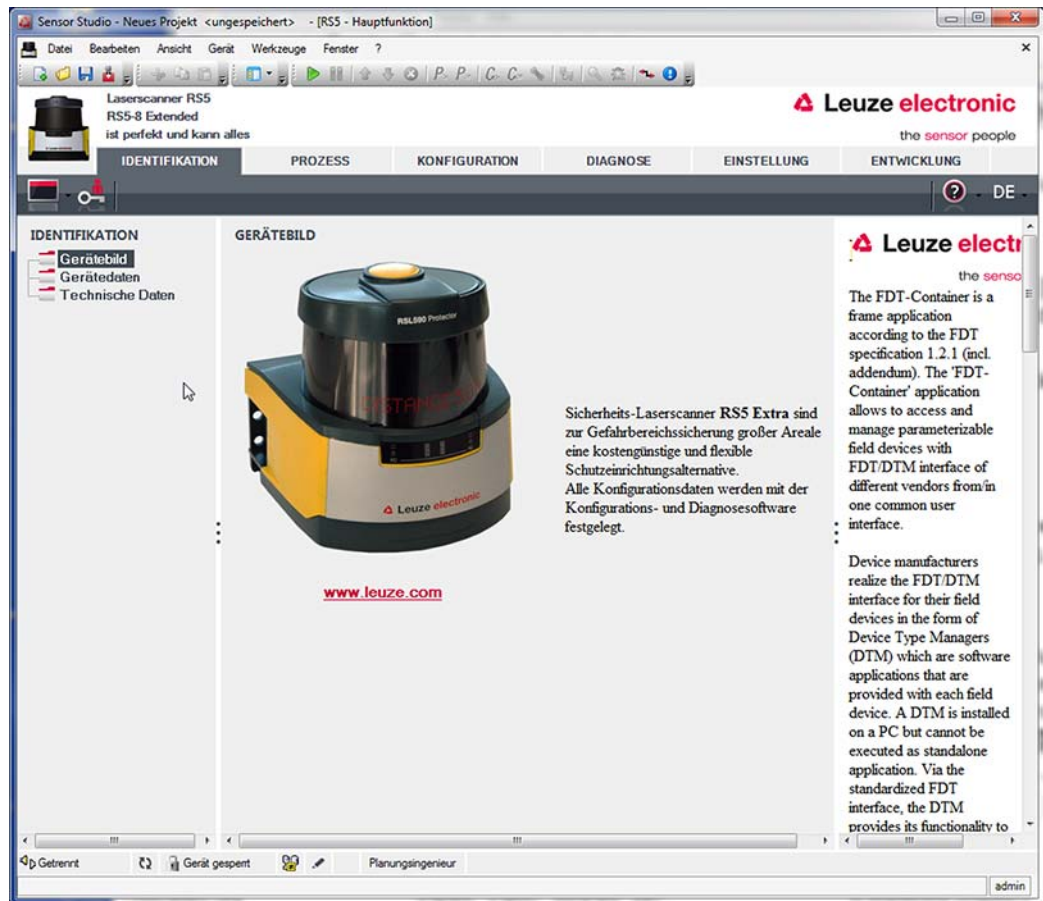 Sensor Studio - Neues Projekt <ungespeichert> - [RS5 - Hauptfunktion]
Datei Bearbeiten Ansicht Gerät Werkzeuge Fenster ?
Laserscanner RS5
RS5-8 Extended
ist perfekt und kann alles
Leuze electronic
the sensor people
IDENTIFIKATION PROZESS KONFIGURATION DIAGNOSE EINSTELLUNG ENTWICKLUNG
DE
IDENTIFIKATION
Gerätebild
Gerätedaten
Technische Daten
GERÄTEBILD
Protector
Leuze electronic
www.leuze.com
Sicherheits-Laserscanner RS5 Extra sind
zur Gefahrbereichssicherung großer Areale
eine kostengünstige und flexible
Schutzeinrichtungsalternative.
Alle Konfigurationsdaten werden mit der
Konfigurations- und Diagnosesoftware
festgelegt.
Leuze electr
the senso
The FDT-Container is a
frame application
according to the FDT
specification 1.2.1 (incl.
addendum). The 'FDT-
Container' application
allows to access and
manage parameterizable
field devices with
FDT/DTM interface of
different vendors from/in
one common user
interface.
Device manufacturers
realize the FDT/DTM
interface for their field
devices in the form of
Device Type Managers
(DTM) which are software
applications that are
provided with each field
device. A DTM is installed
on a PC but cannot be
executed as standalone
application. Via the
standardized FDT
interface, the DTM
provides its functionality to
Getrennt Gerät gesperrt Planungsingenieur
admin